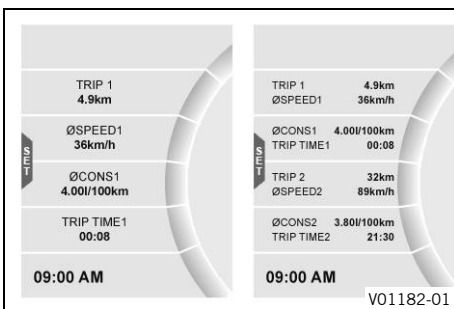 TRIP 1
4.9km
ØSPEED1
36km/h
SET
ØCONS1
4.00l/100km
TRIP TIME1
00:08
09:00 AM
TRIP 1 4.9km
ØSPEED1 36km/h
ØCONS1 4.00l/100km
TRIP TIME1 00:08
SET
TRIP 2 32km
ØSPEED2 89km/h
ØCONS2 3.80l/100km
TRIP TIME2 21:30
09:00 AM
V01182-01